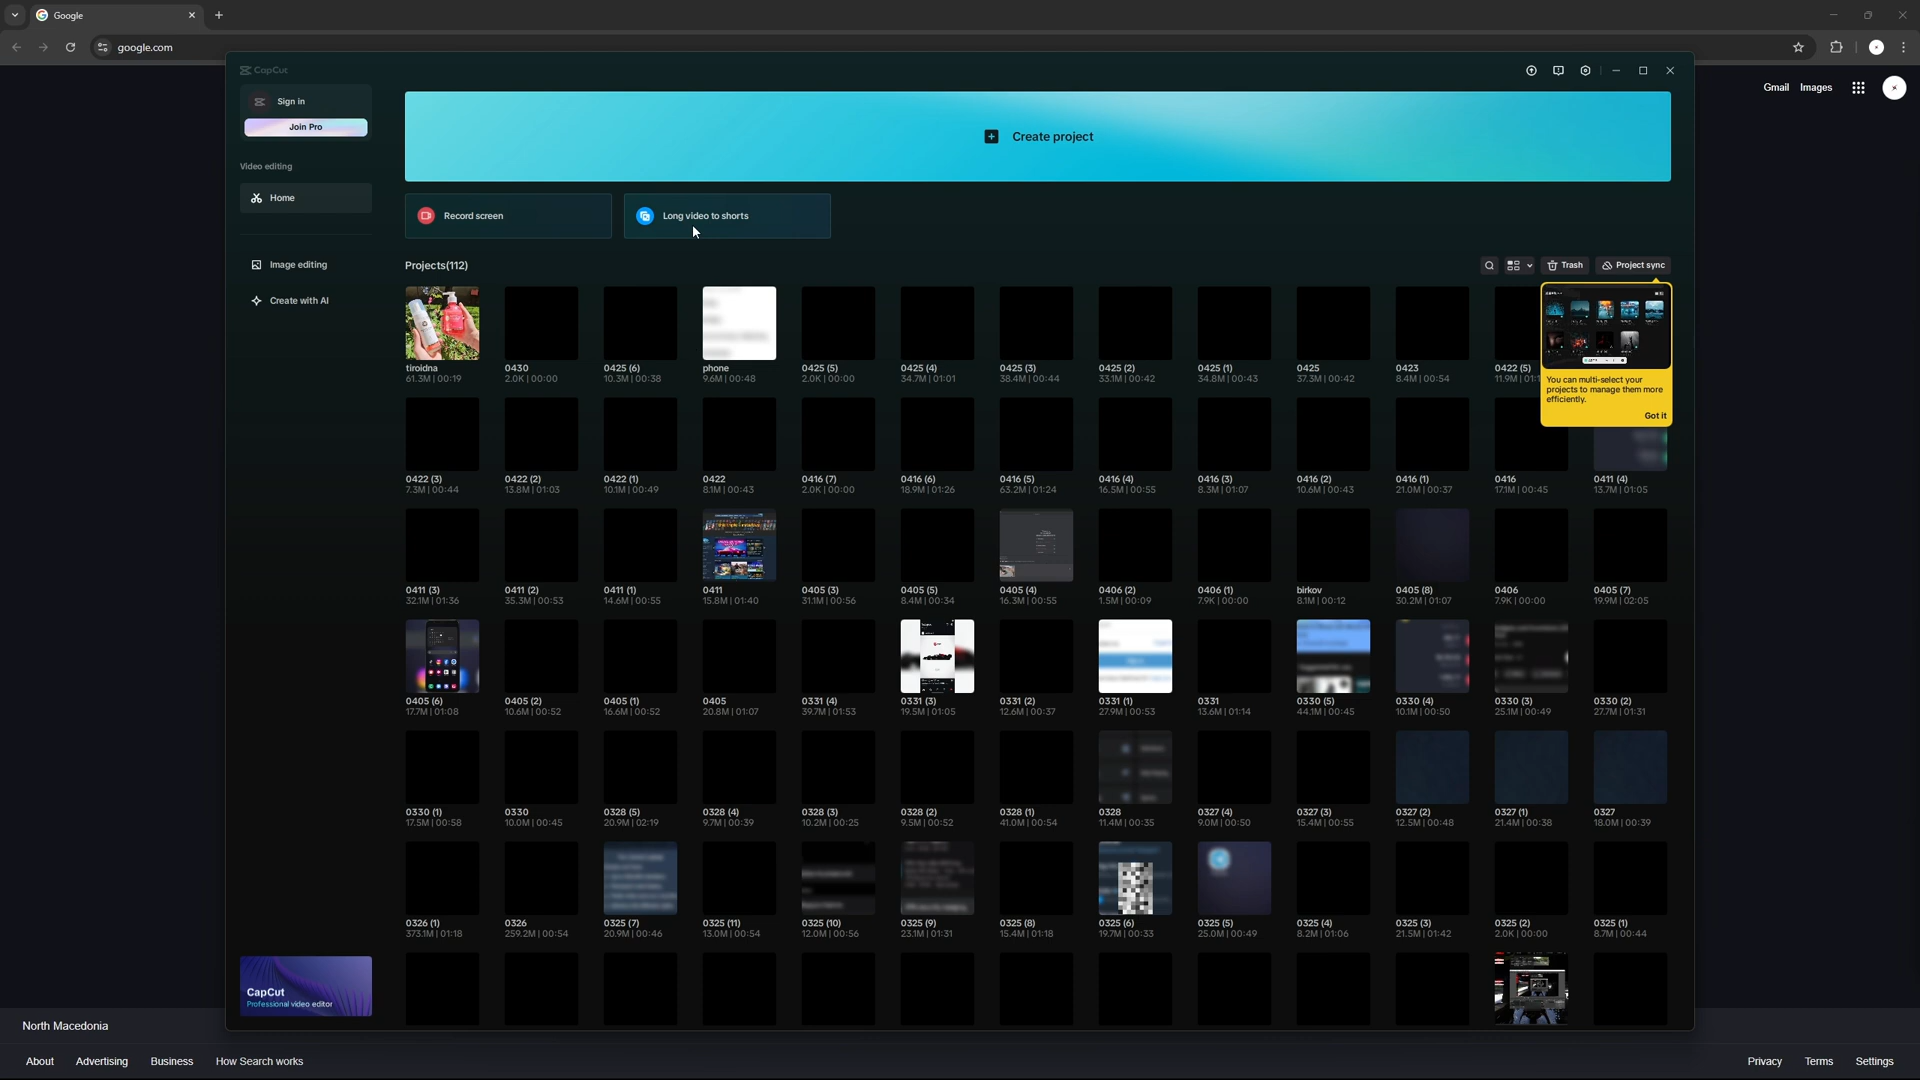 Google
google.com
Gmail Images
CapCut
Sign in
Join Pro
Create project
Video editing
Home
Record screen
Long video to shorts
Image editing
Create with AI
Projects(112)
Trash
Project sync
tiroidna
61.3M | 00:19
0430
2.0K | 00:00
0425 (6)
10.3M | 00:38
phone
9.6M | 00:48
0425 (5)
2.0K | 00:00
0425 (4)
34.7M | 01:01
0425 (3)
38.4M | 00:44
0425 (2)
33.1M | 00:42
0425 (1)
34.8M | 00:43
0425
37.3M | 00:42
0423
8.4M | 00:54
0422 (5)
11.9M | 01:1
You can multi-select your
projects to manage them more
efficiently.
Got it
0422 (3)
7.3M | 00:44
0422 (2)
13.8M | 01:03
0422 (1)
10.1M | 00:49
0422
8.1M | 00:43
0416 (7)
2.0K | 00:00
0416 (6)
18.9M | 01:26
0416 (5)
63.2M | 01:24
0416 (4)
16.5M | 00:55
0416 (3)
8.3M | 01:07
0416 (2)
10.6M | 00:43
0416 (1)
21.0M | 00:37
0416
17.1M | 00:45
0411 (4)
13.7M | 01:05
0411 (3)
32.1M | 01:36
0411 (2)
35.3M | 00:53
0411 (1)
14.6M | 00:55
0411
15.8M | 01:40
0405 (3)
31.1M | 00:56
0405 (5)
8.4M | 00:34
0405 (4)
16.3M | 00:55
0406 (2)
1.5M | 00:09
0406 (1)
7.9K | 00:00
birkov
8.1M | 00:12
0405 (8)
30.2M | 01:07
0406
7.9K | 00:00
0405 (7)
19.9M | 02:05
0405 (6)
17.7M | 01:08
0405 (2)
10.6M | 00:52
0405 (1)
16.6M | 00:52
0405
20.8M | 01:07
0331 (4)
39.7M | 01:53
0331 (3)
19.5M | 01:05
0331 (2)
12.6M | 00:37
0331 (1)
27.9M | 00:53
0331
13.6M | 01:14
0330 (5)
44.1M | 00:45
0330 (4)
10.1M | 00:50
0330 (3)
25.1M | 00:49
0330 (2)
27.7M | 01:31
0330 (1)
17.5M | 00:58
0330
10.0M | 00:45
0328 (5)
20.9M | 02:19
0328 (4)
9.7M | 00:39
0328 (3)
10.2M | 00:25
0328 (2)
9.5M | 00:52
0328 (1)
41.0M | 00:54
0328
11.4M | 00:35
0327 (4)
9.0M | 00:50
0327 (3)
15.4M | 00:55
0327 (2)
12.5M | 00:48
0327 (1)
21.4M | 00:38
0327
18.0M | 00:39
0326 (1)
373.1M | 01:18
0326
259.2M | 00:54
0325 (7)
20.9M | 00:46
0325 (11)
13.0M | 00:54
0325 (10)
12.0M | 00:56
0325 (9)
23.1M | 01:31
0325 (8)
15.4M | 01:18
0325 (6)
19.7M | 00:33
0325 (5)
25.0M | 00:49
0325 (4)
8.2M | 01:06
0325 (3)
21.5M | 01:42
0325 (2)
2.0K | 00:00
0325 (1)
8.7M | 00:44
CapCut
Professional video editor
North Macedonia
About Advertising Business How Search works
Privacy Terms Settings